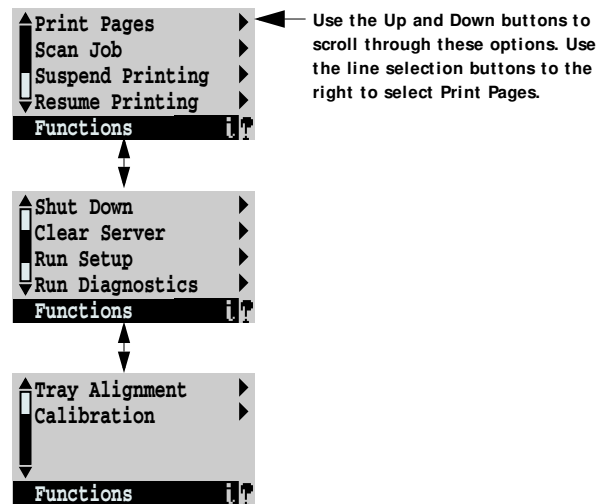 Print Pages
Scan Job
Suspend Printing
Resume Printing
Functions
Use the Up and Down buttons to
scroll through these options. Use
the line selection buttons to the
right to select Print Pages.
Shut Down
Clear Server
Run Setup
Run Diagnostics
Functions
Tray Alignment
Calibration
Functions